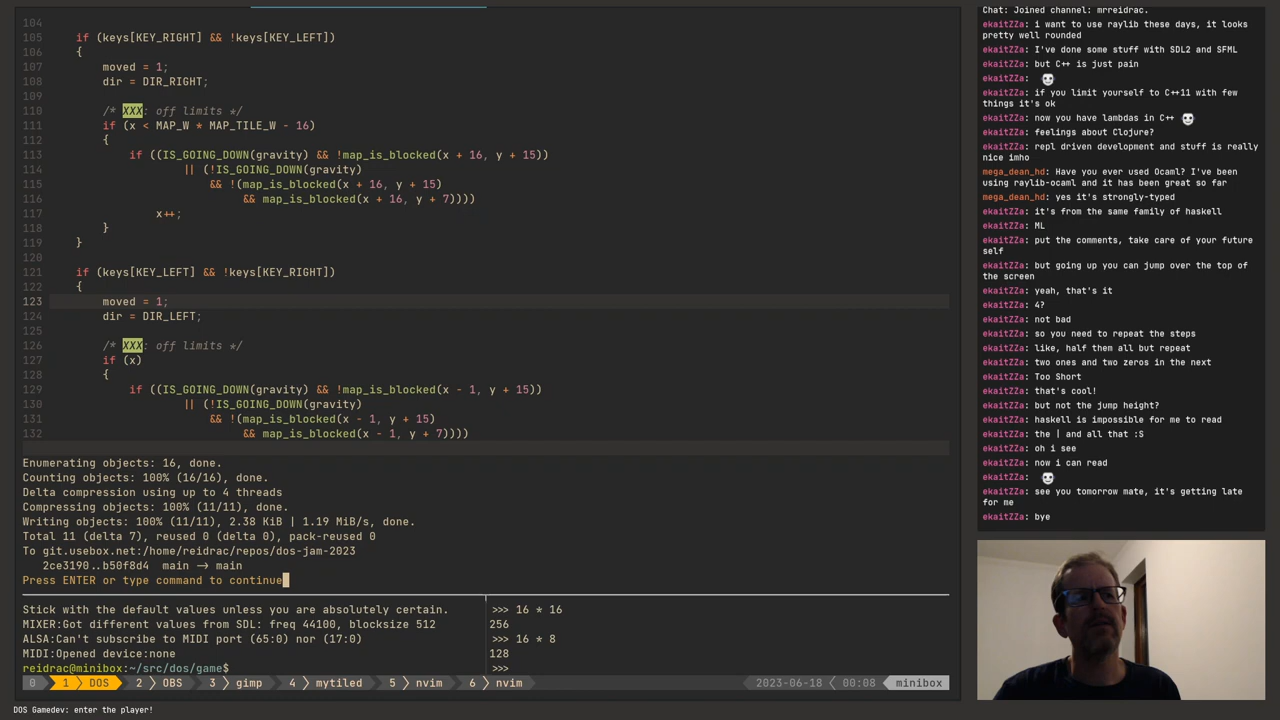 104
105 if (keys[KEY_RIGHT] && !keys[KEY_LEFT])
106 {
107 moved = 1;
108 dir = DIR_RIGHT;
109
110 /* XXX: off limits */
111 if (x < MAP_W * MAP_TILE_W - 16)
112 {
113 if ((IS_GOING_DOWN(gravity) && !map_is_blocked(x + 16, y + 15))
114 || (!IS_GOING_DOWN(gravity)
115 && !(map_is_blocked(x + 16, y + 15)
116 && map_is_blocked(x + 16, y + 7))))
117 x++;
118 }
119 }
120
121 if (keys[KEY_LEFT] && !keys[KEY_RIGHT])
122 {
123 moved = 1;
124 dir = DIR_LEFT;
125
126 /* XXX: off limits */
127 if (x)
128 {
129 if ((IS_GOING_DOWN(gravity) && !map_is_blocked(x - 1, y + 15))
130 || (!IS_GOING_DOWN(gravity)
131 && !(map_is_blocked(x - 1, y + 15)
132 && map_is_blocked(x - 1, y + 7))))
Enumerating objects: 16, done.
Counting objects: 100% (16/16), done.
Delta compression using up to 4 threads
Compressing objects: 100% (11/11), done.
Writing objects: 100% (11/11), 2.38 KiB | 1.19 MiB/s, done.
Total 11 (delta 7), reused 0 (delta 0), pack-reused 0
To git.usebox.net:/home/reidrac/repos/dos-jam-2023
2ce3190..b50f8d4 main -> main
Press ENTER or type command to continue
Stick with the default values unless you are absolutely certain.
MIXER:Got different values from SDL: freq 44100, blocksize 512
ALSA:Can't subscribe to MIDI port (65:0) nor (17:0)
MIDI:Opened device:none
reidrac@minibox:~/src/dos/game$
>>> 16 * 16
256
>>> 16 * 8
128
>>>
0 1 DOS 2 OBS 3 gimp 4 mytiled 5 nvim 6 nvim 2023-06-18 00:08 minibox
DOS Gamedev: enter the player!
Chat: Joined channel: mrreidrac.
ekaitZZa: i want to use raylib these days, it looks
pretty well rounded
ekaitZZa: I've done some stuff with SDL2 and SFML
ekaitZZa: but C++ is just pain
ekaitZZa:
ekaitZZa: if you limit yourself to C++11 with few
things it's ok
ekaitZZa: now you have lambdas in C++
ekaitZZa: feelings about Clojure?
ekaitZZa: repl driven development and stuff is really
nice imho
mega_dean_hd: Have you ever used Ocaml? I've been
using raylib-ocaml and it has been great so far
mega_dean_hd: yes it's strongly-typed
ekaitZZa: it's from the same family of haskell
ekaitZZa: ML
ekaitZZa: put the comments, take care of your future
self
ekaitZZa: but going up you can jump over the top of
the screen
ekaitZZa: yeah, that's it
ekaitZZa: 4?
ekaitZZa: not bad
ekaitZZa: so you need to repeat the steps
ekaitZZa: like, half them all but repeat
ekaitZZa: two ones and two zeros in the next
ekaitZZa: Too Short
ekaitZZa: that's cool!
ekaitZZa: but not the jump height?
ekaitZZa: haskell is impossible for me to read
ekaitZZa: the | and all that :S
ekaitZZa: oh i see
ekaitZZa: now i can read
ekaitZZa:
ekaitZZa: see you tomorrow mate, it's getting late
for me
ekaitZZa: bye